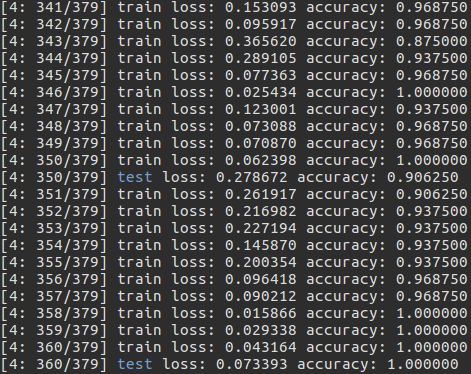 [4: 341/379] train loss: 0.153093 accuracy: 0.968750
[4: 342/379] train loss: 0.095917 accuracy: 0.968750
[4: 343/379] train loss: 0.365620 accuracy: 0.875000
[4: 344/379] train loss: 0.289105 accuracy: 0.937500
[4: 345/379] train loss: 0.077363 accuracy: 0.968750
[4: 346/379] train loss: 0.025434 accuracy: 1.000000
[4: 347/379] train loss: 0.123001 accuracy: 0.937500
[4: 348/379] train loss: 0.073088 accuracy: 0.968750
[4: 349/379] train loss: 0.070870 accuracy: 0.968750
[4: 350/379] train loss: 0.062398 accuracy: 1.000000
[4: 350/379] test loss: 0.278672 accuracy: 0.906250
[4: 351/379] train loss: 0.261917 accuracy: 0.906250
[4: 352/379] train loss: 0.216982 accuracy: 0.937500
[4: 353/379] train loss: 0.227194 accuracy: 0.937500
[4: 354/379] train loss: 0.145870 accuracy: 0.937500
[4: 355/379] train loss: 0.200354 accuracy: 0.937500
[4: 356/379] train loss: 0.096418 accuracy: 0.968750
[4: 357/379] train loss: 0.090212 accuracy: 0.968750
[4: 358/379] train loss: 0.015866 accuracy: 1.000000
[4: 359/379] train loss: 0.029338 accuracy: 1.000000
[4: 360/379] train loss: 0.043164 accuracy: 1.000000
[4: 360/379] test loss: 0.073393 accuracy: 1.000000